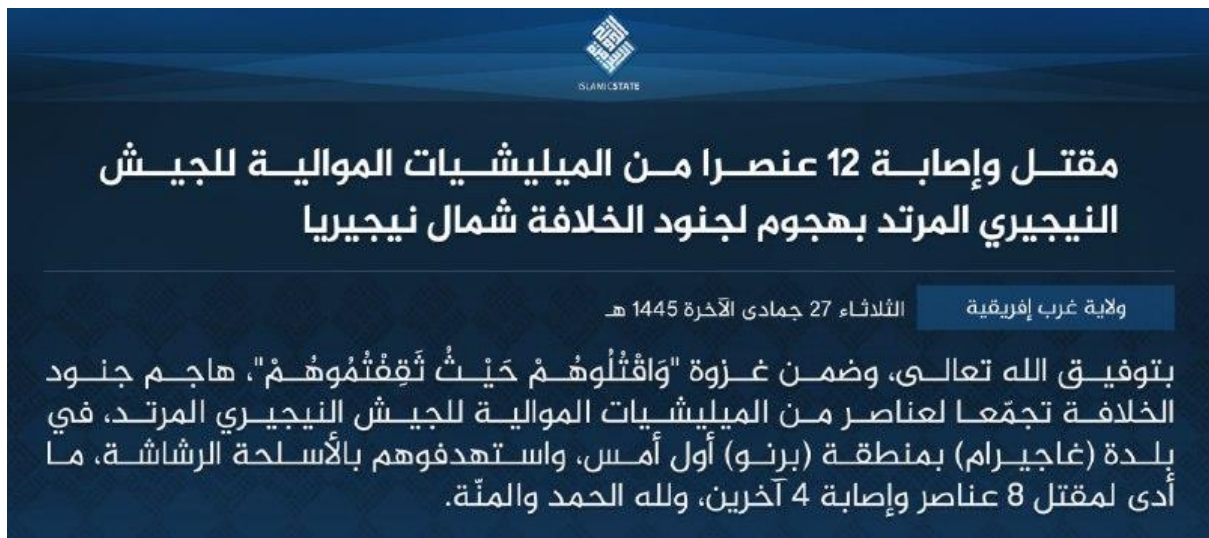 ISLAMIC STATE
مقتل وإصابة 12 عنصرا من الميليشيات الموالية للجيش
النيجيري المرتد بهجوم لجنود الخلافة شمال نيجيريا
ولاية غرب إفريقية الثلاثاء 27 جمادى الآخرة 1445 هـ
بتوفيق الله تعالى، وضمن غزوة "وَاقْتُلُوهُمْ حَيْثُ ثَقِفْتُمُوهُمْ"، هاجم جنود
الخلافة تجمّعا لعناصر من الميليشيات الموالية للجيش النيجيري المرتد، في
بلدة (غاجيرام) بمنطقة (برنو) أول أمس، واستهدفوهم بالأسلحة الرشاشة، ما
أدى لمقتل 8 عناصر وإصابة 4 آخرين، ولله الحمد والمنّة.